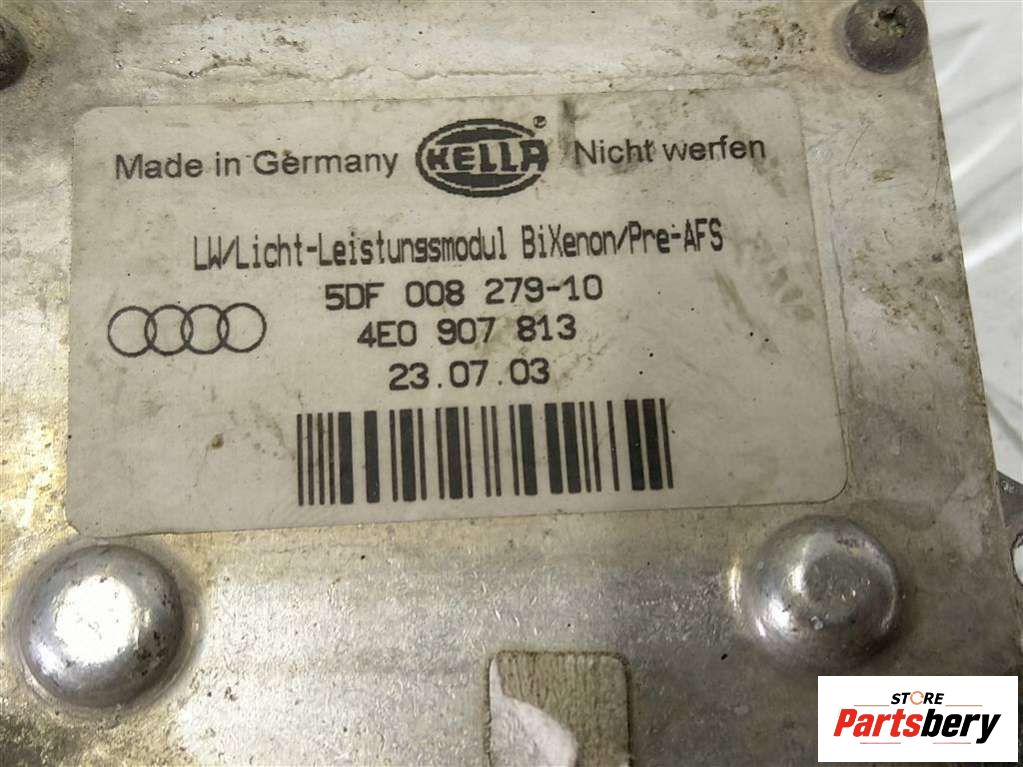 Made in Germany HELLA® Nicht werfen
LW/Licht-Leistungsmodul BiXenon/Pre-AFS
5DF 008 279-10
4E0 907 813
23.07.03
STORE
Partsbery